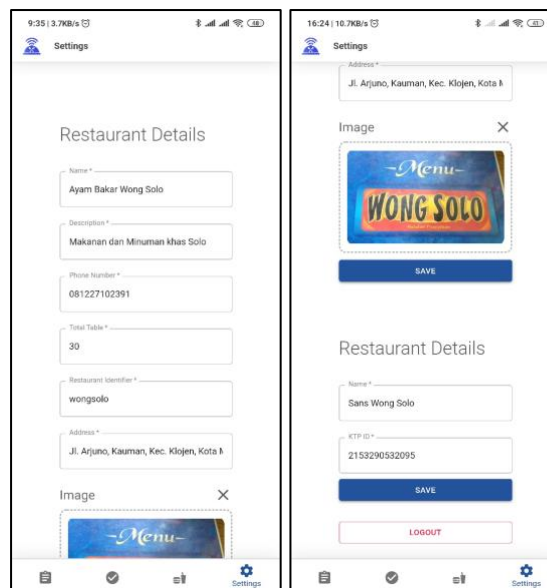 9:35 | 3.7KB/s
48
Settings
Restaurant Details
Name *
Ayam Bakar Wong Solo
Description *
Makanan dan Minuman khas Solo
Phone Number *
081227102391
Total Table *
30
Restaurant Identifier *
wongsolo
Address *
Jl. Arjuno, Kauman, Kec. Klojen, Kota M
Image
-Menu-
Settings
16:24 | 10.7KB/s
41
Settings
Address *
Jl. Arjuno, Kauman, Kec. Klojen, Kota M
Image
-Menu-
WONG SOLO
SAVE
Restaurant Details
Name *
Sans Wong Solo
KTP ID *
2153290532095
SAVE
LOGOUT
Settings